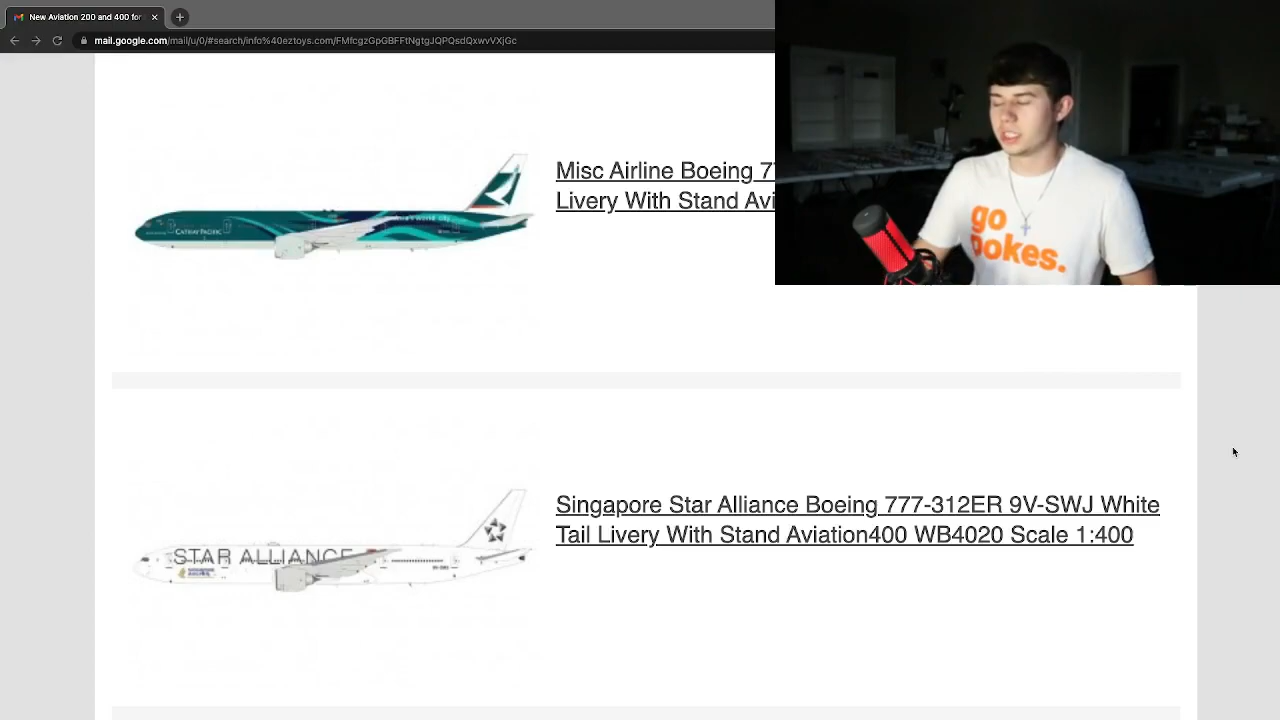 New Aviation 200 and 400 for
mail.google.com/mail/u/0/#search/info%40eztoys.com/FMfcgzGpGBFFtNgtgJQPQsdQxwvVXjGc
Misc Airline Boeing 77
Livery With Stand Avi
CATHAY PACIFIC
go
pokes.
Singapore Star Alliance Boeing 777-312ER 9V-SWJ White
Tail Livery With Stand Aviation400 WB4020 Scale 1:400
STAR ALLIANCE